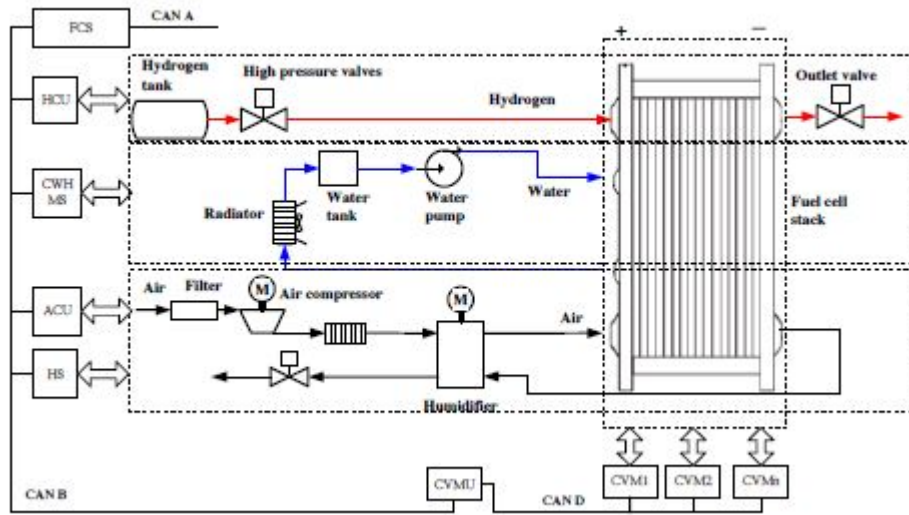 FCS
CAN A
+
−
Hydrogen
tank
High pressure valves
Outlet valve
HCU
Hydrogen
CWH
MS
Radiator
Water
tank
Water
pump
Water
Fuel cell
stack
ACU
Air
Filter
M
Air compressor
M
Air
HS
Humidifier
CAN B
CVMU
CAN D
CVM1
CVM2
CVMn